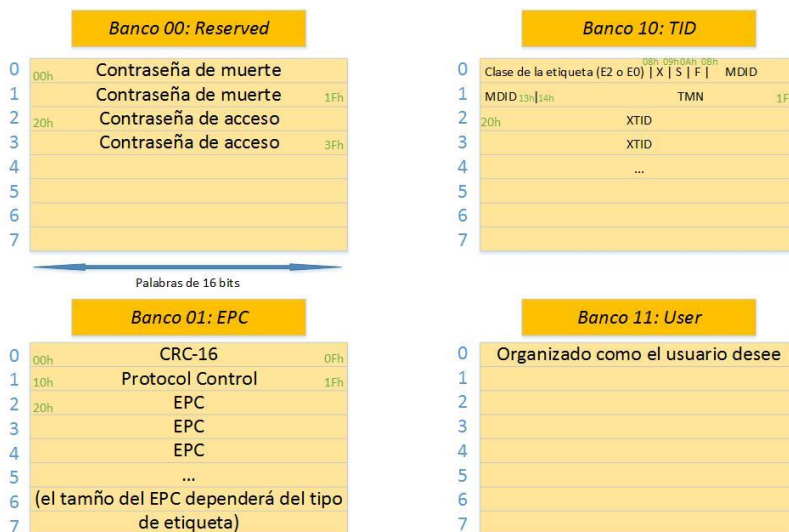 Banco 00: Reserved
0 00h Contraseña de muerte
1 Contraseña de muerte 1Fh
2 20h Contraseña de acceso
3 Contraseña de acceso 3Fh
4
5
6
7
Palabras de 16 bits
Banco 10: TID
08h 09h 0Ah 0Bh
0 Clase de la etiqueta (E2 o E0) | X | S | F | MDID
1 MDID 13h|14h TMN 1F
2 20h XTID
3 XTID
4 ...
5
6
7
Banco 01: EPC
0 00h CRC-16 0Fh
1 10h Protocol Control 1Fh
2 20h EPC
3 EPC
4 EPC
5 ...
6 (el tamño del EPC dependerá del tipo
7 de etiqueta)
Banco 11: User
0 Organizado como el usuario desee
1
2
3
4
5
6
7